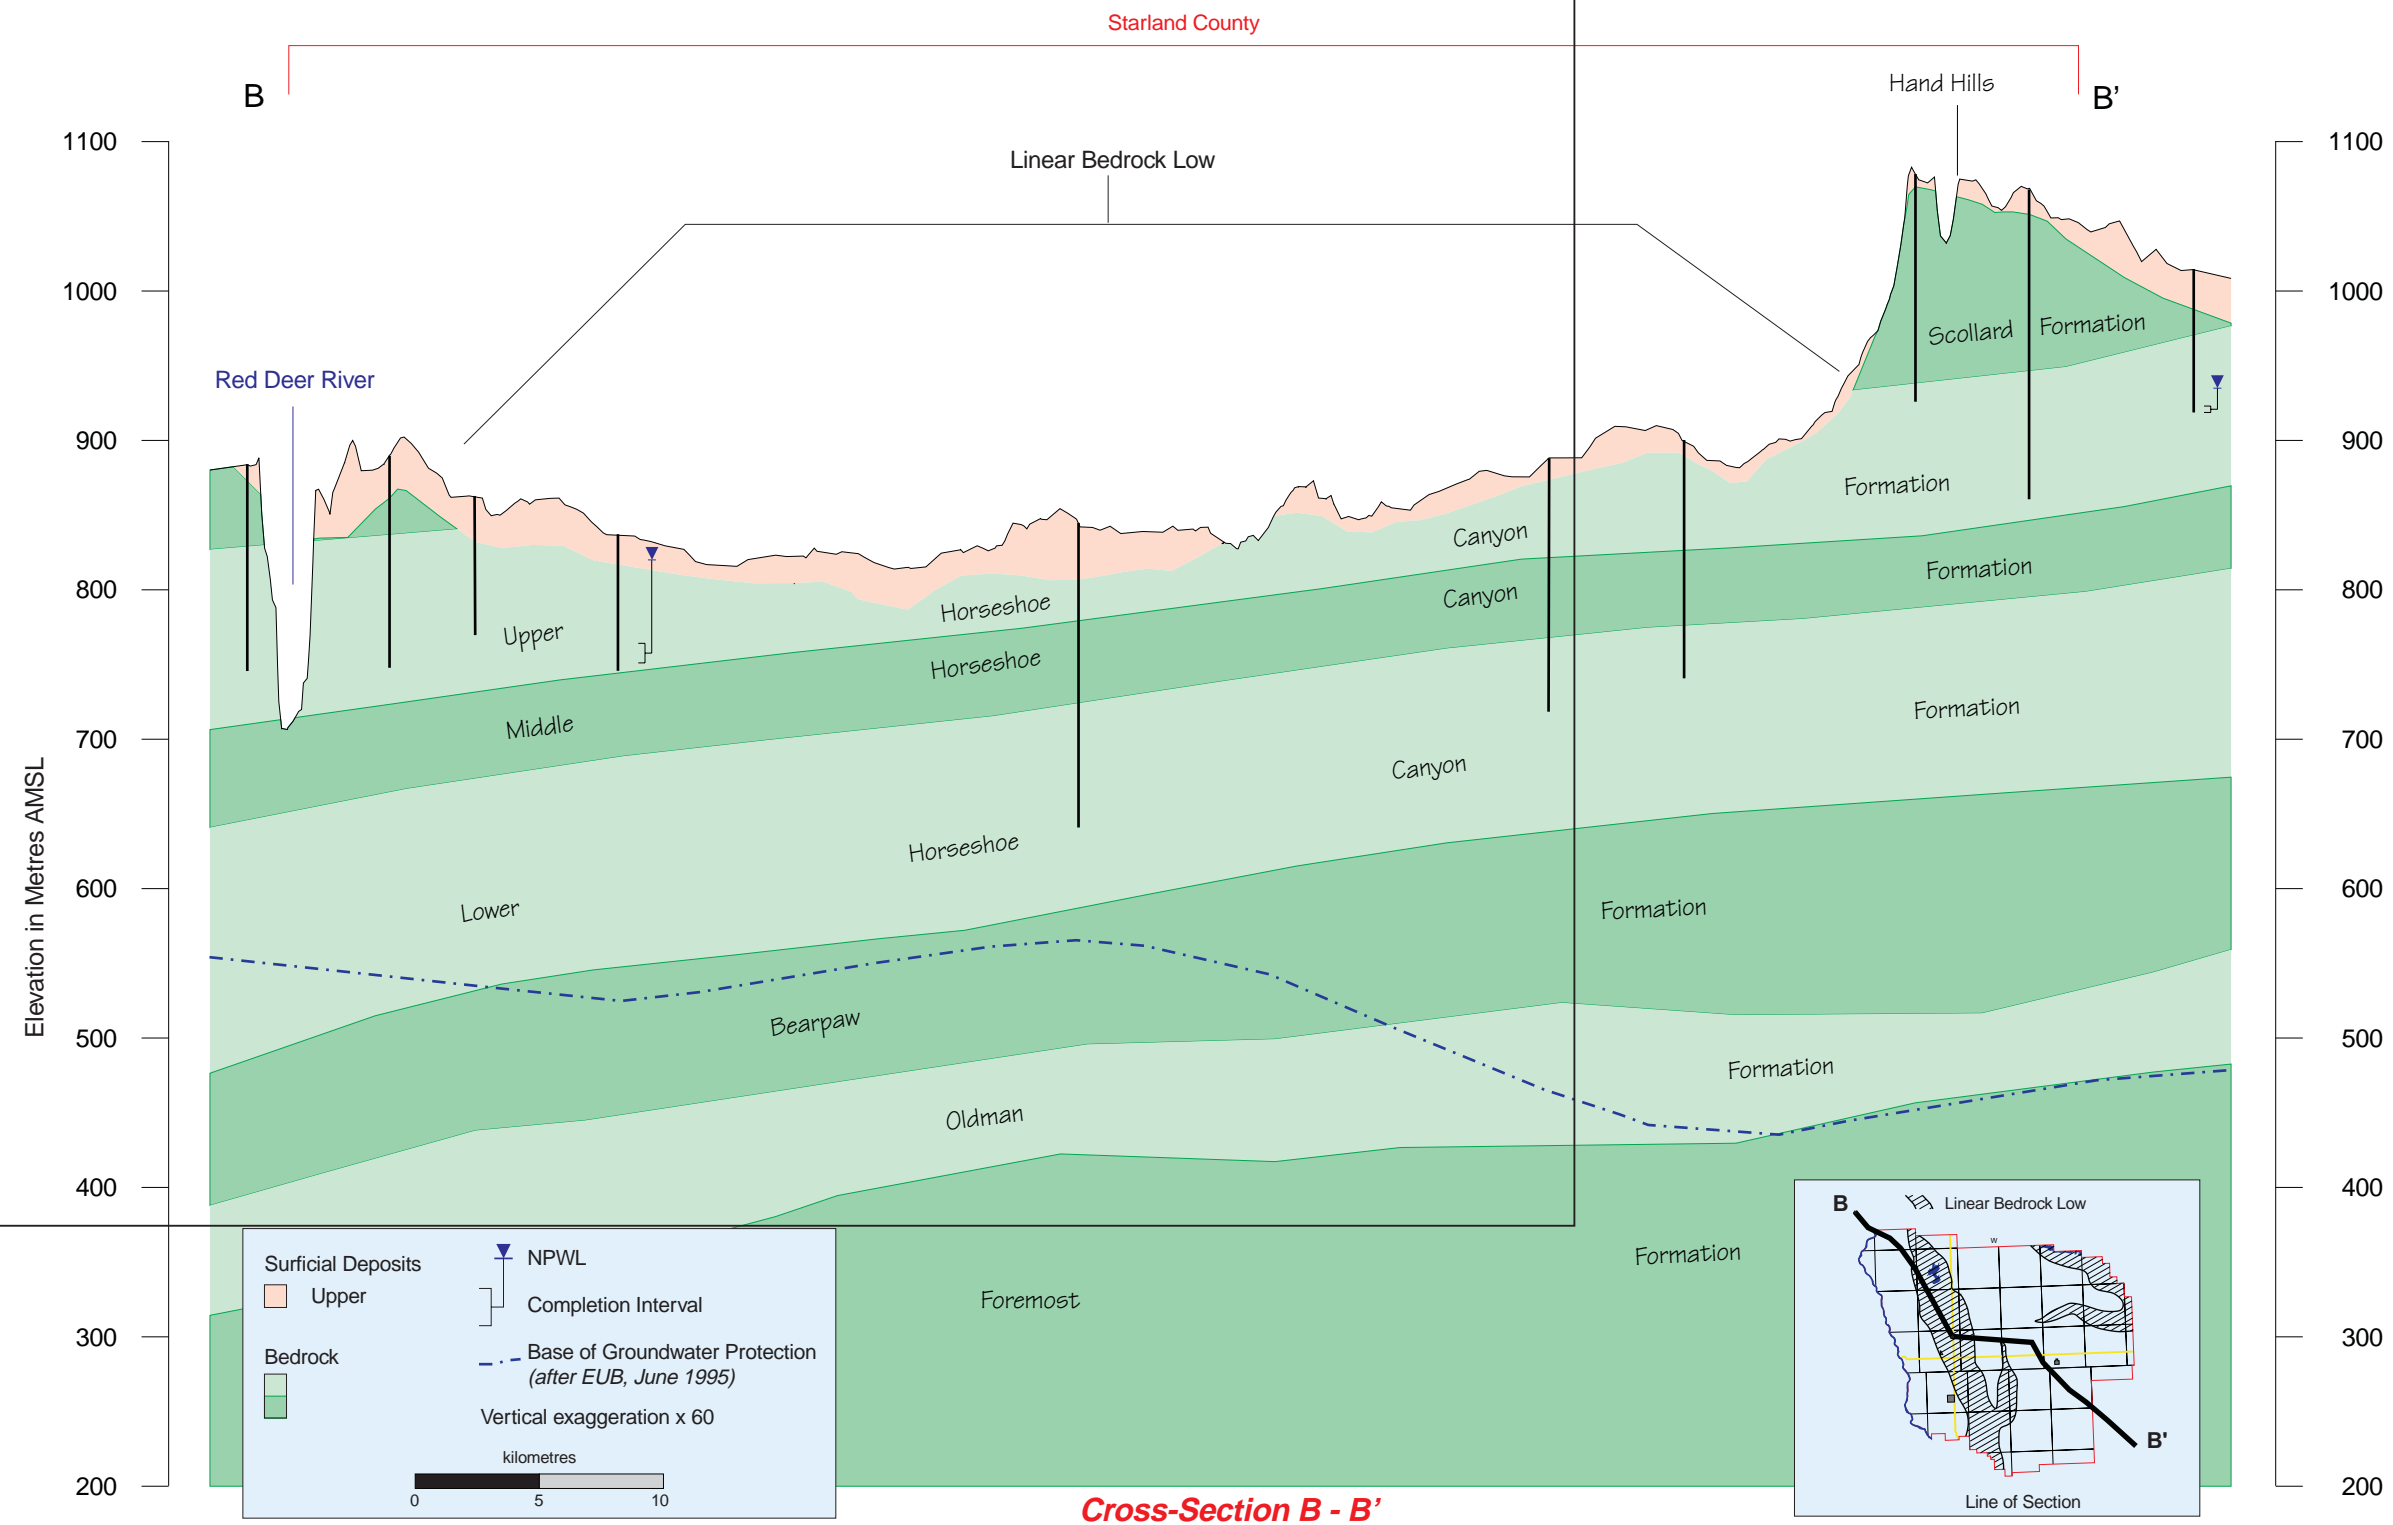 Starland County
B
B’
Hand Hills
Linear Bedrock Low
Red Deer River
1100
1000
900
800
700
600
500
400
300
200
Elevation in Metres AMSL
1100
1000
900
800
700
600
500
400
300
200
Scollard Formation
Upper Horseshoe Canyon Formation
Middle Horseshoe Canyon Formation
Lower Horseshoe Canyon Formation
Bearpaw Formation
Oldman Formation
Foremost Formation
Surficial Deposits
Upper
Bedrock
NPWL
Completion Interval
Base of Groundwater Protection
(after EUB, June 1995)
Vertical exaggeration x 60
kilometres
0 5 10
Cross-Section B - B’
B
Linear Bedrock Low
W
B'
Line of Section